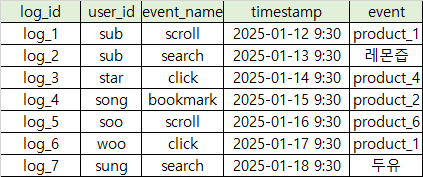 log_id user_id event_name timestamp event
log_1 sub scroll 2025-01-12 9:30 product_1
log_2 sub search 2025-01-13 9:30 레몬즙
log_3 star click 2025-01-14 9:30 product_4
log_4 song bookmark 2025-01-15 9:30 product_2
log_5 soo scroll 2025-01-16 9:30 product_6
log_6 woo click 2025-01-17 9:30 product_1
log_7 sung search 2025-01-18 9:30 두유